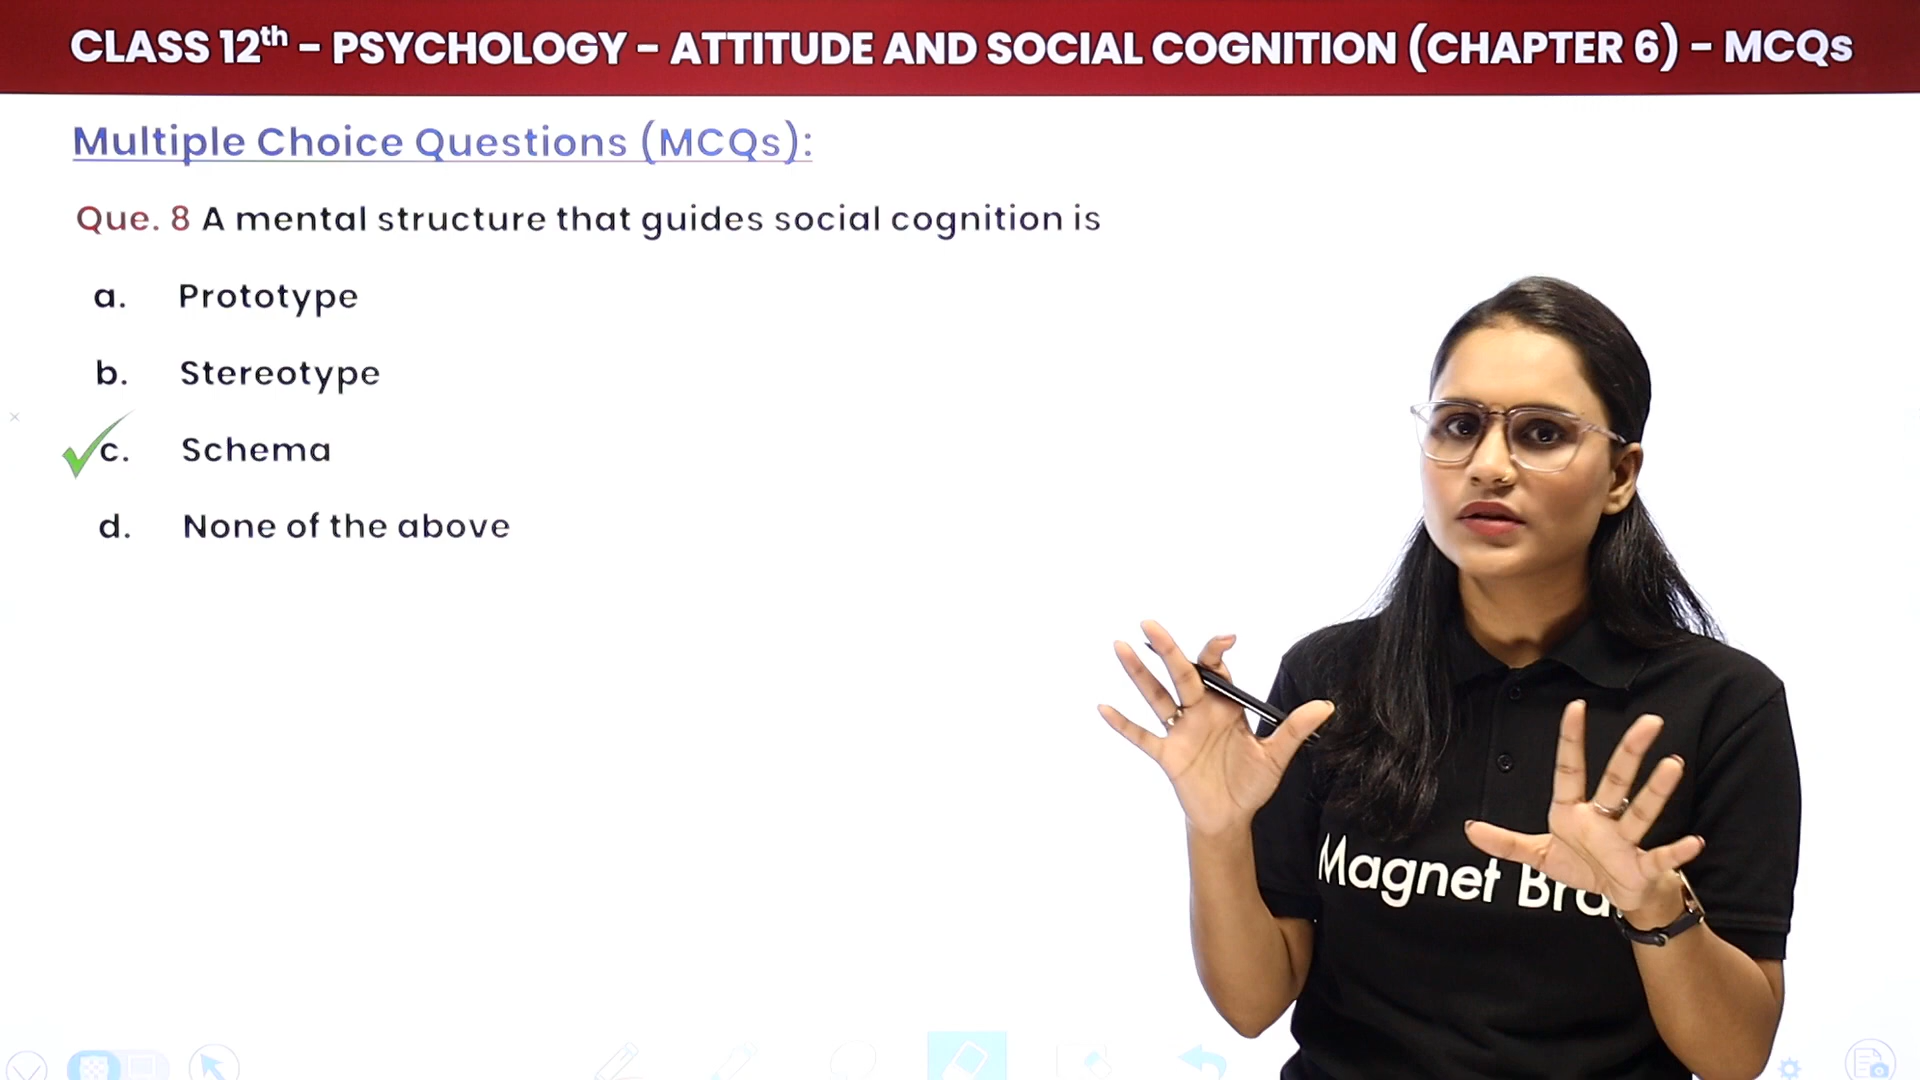 CLASS 12th – PSYCHOLOGY – ATTITUDE AND SOCIAL COGNITION (CHAPTER 6) – MCQs
Multiple Choice Questions (MCQs):
Que. 8 A mental structure that guides social cognition is
a. Prototype
b. Stereotype
c. Schema
d. None of the above
Magnet